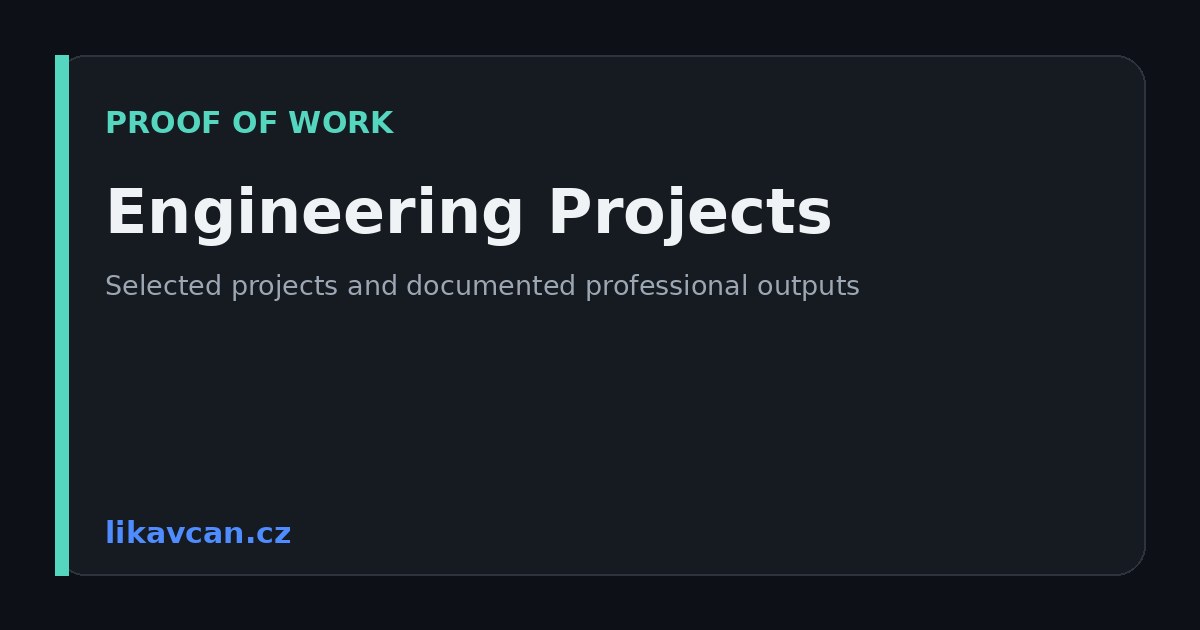 PROOF OF WORK
Engineering Projects
Selected projects and documented professional outputs
likavcan.cz